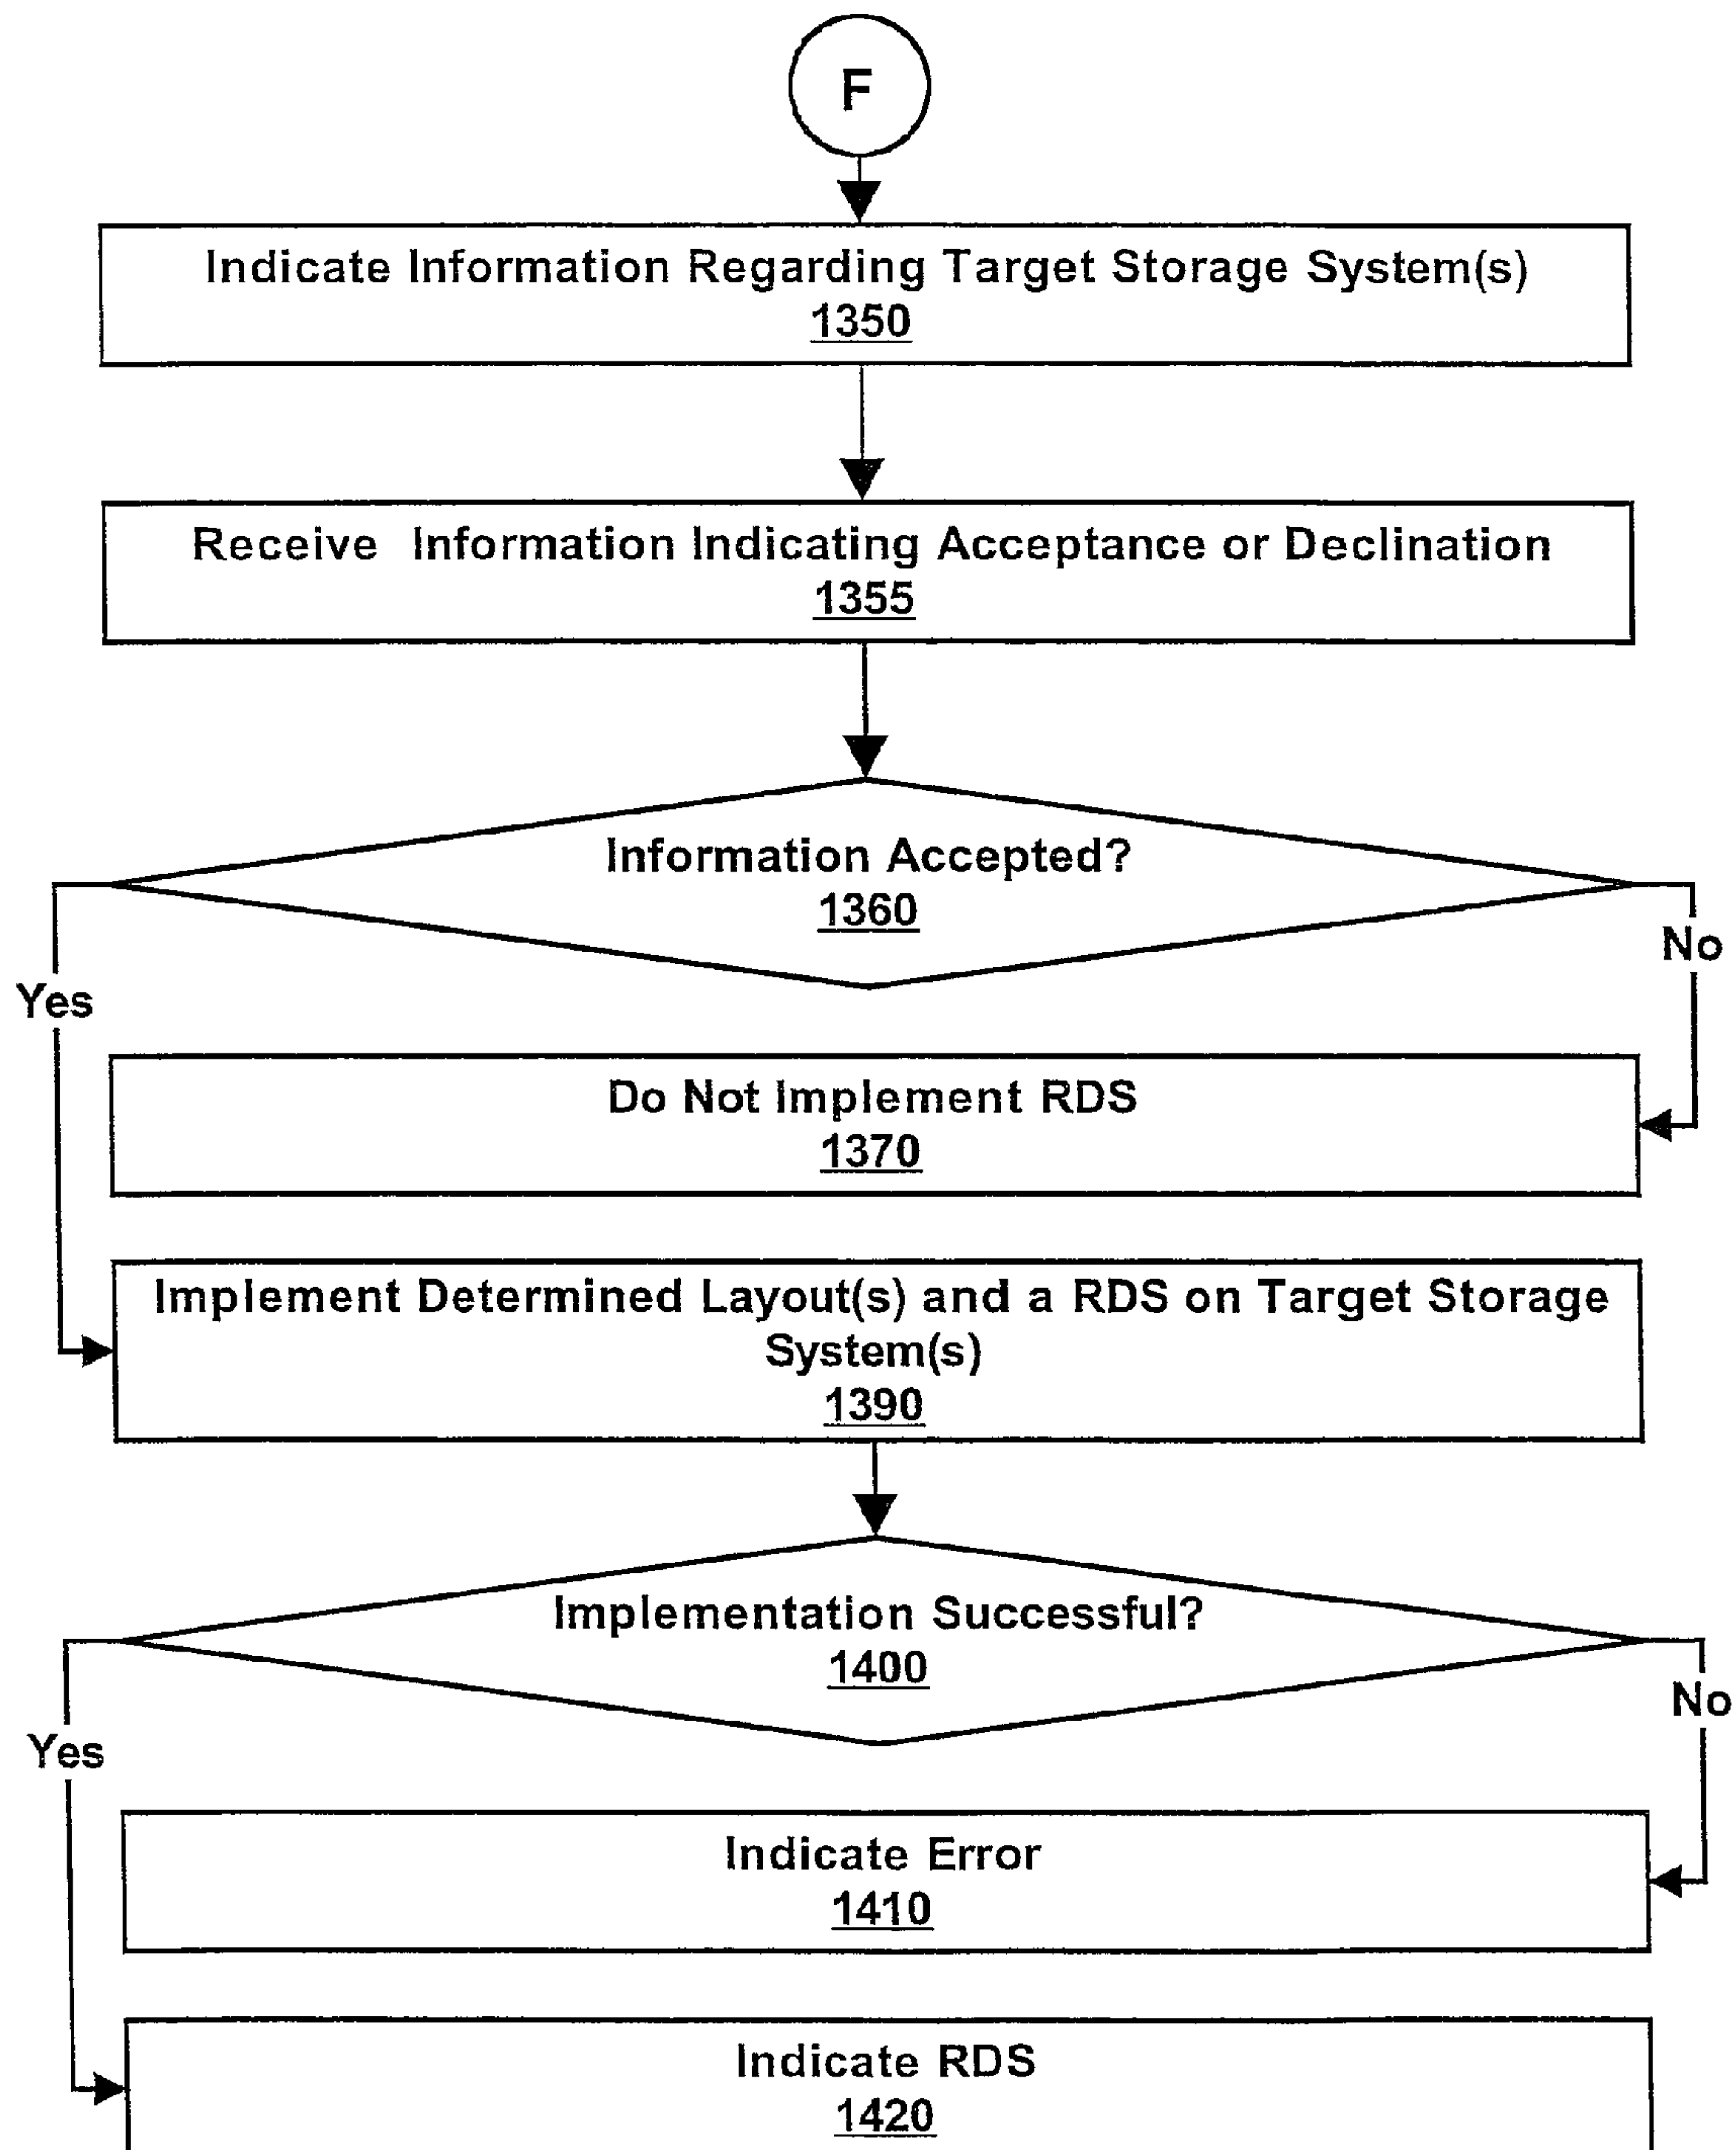 F
Indicate Information Regarding Target Storage System(s)
1350
Receive Information Indicating Acceptance or Declination
1355
Information Accepted?
1360
No
Yes
Do Not Implement RDS
1370
Implement Determined Layout(s) and a RDS on Target Storage
System(s)
1390
Implementation Successful?
1400
No
Yes
Indicate Error
1410
Indicate RDS
1420